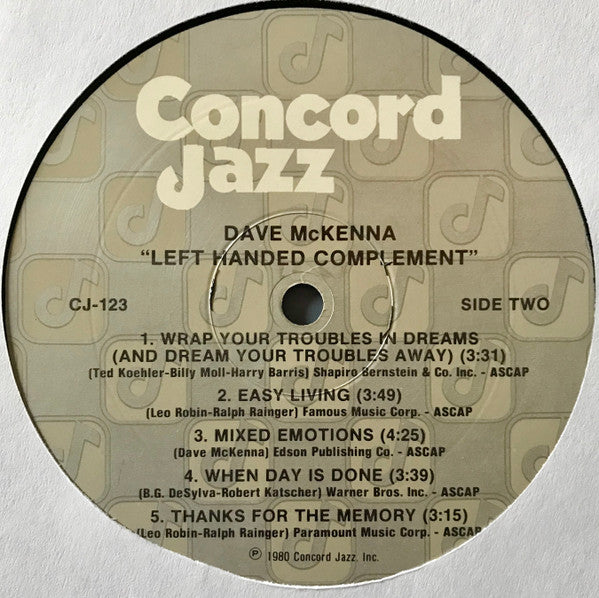 Concord
Jazz
DAVE McKENNA
"LEFT HANDED COMPLEMENT"
CJ-123 SIDE TWO
1. WRAP YOUR TROUBLES IN DREAMS
(AND DREAM YOUR TROUBLES AWAY) (3:31)
(Ted Koehler-Billy Moll-Harry Barris) Shapiro Bernstein & Co. Inc. - ASCAP
2. EASY LIVING (3:49)
(Leo Robin-Ralph Rainger) Famous Music Corp. - ASCAP
3. MIXED EMOTIONS (4:25)
(Dave McKenna) Edson Publishing Co. - ASCAP
4. WHEN DAY IS DONE (3:39)
(B.G. DeSylva-Robert Katscher) Warner Bros. Inc. - ASCAP
5. THANKS FOR THE MEMORY (3:15)
(Leo Robin-Ralph Rainger) Paramount Music Corp. - ASCAP
℗ 1980 Concord Jazz, Inc.